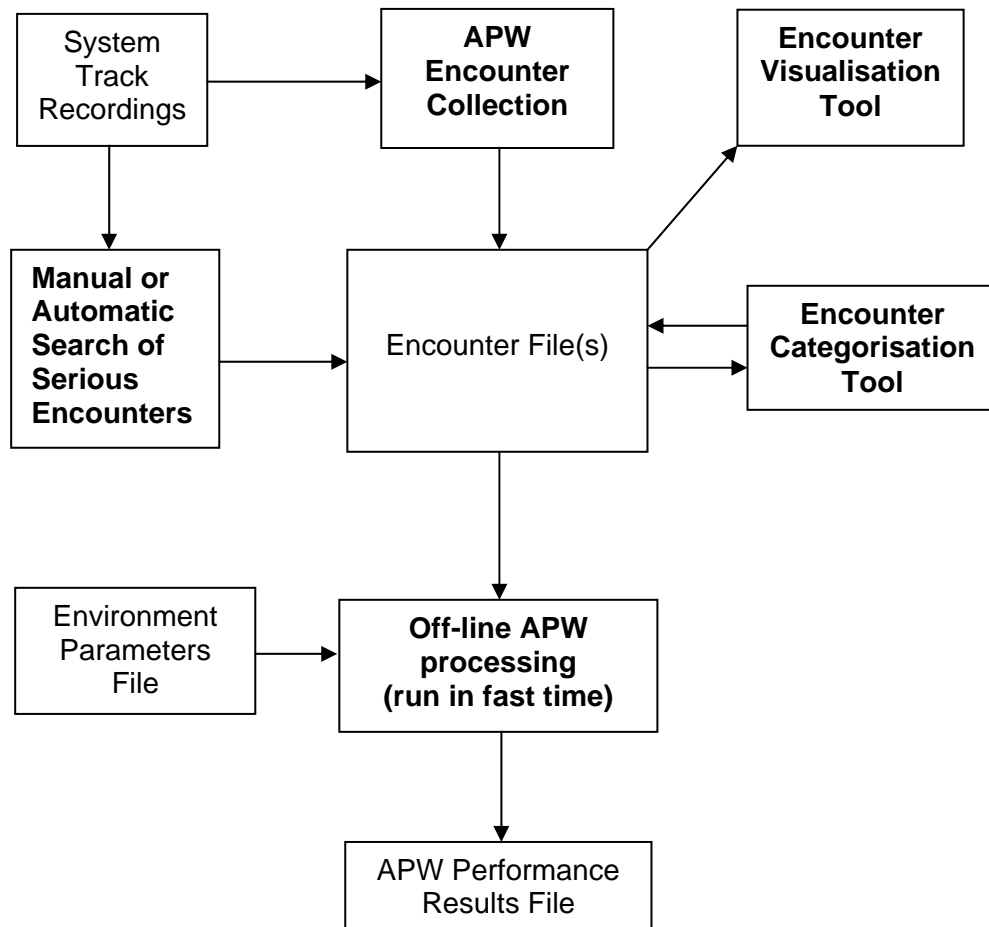 System
Track
Recordings
APW
Encounter
Collection
Encounter
Visualisation
Tool
Manual or
Automatic
Search of
Serious
Encounters
Encounter File(s)
Encounter
Categorisation
Tool
Environment
Parameters
File
Off-line APW
processing
(run in fast time)
APW Performance
Results File